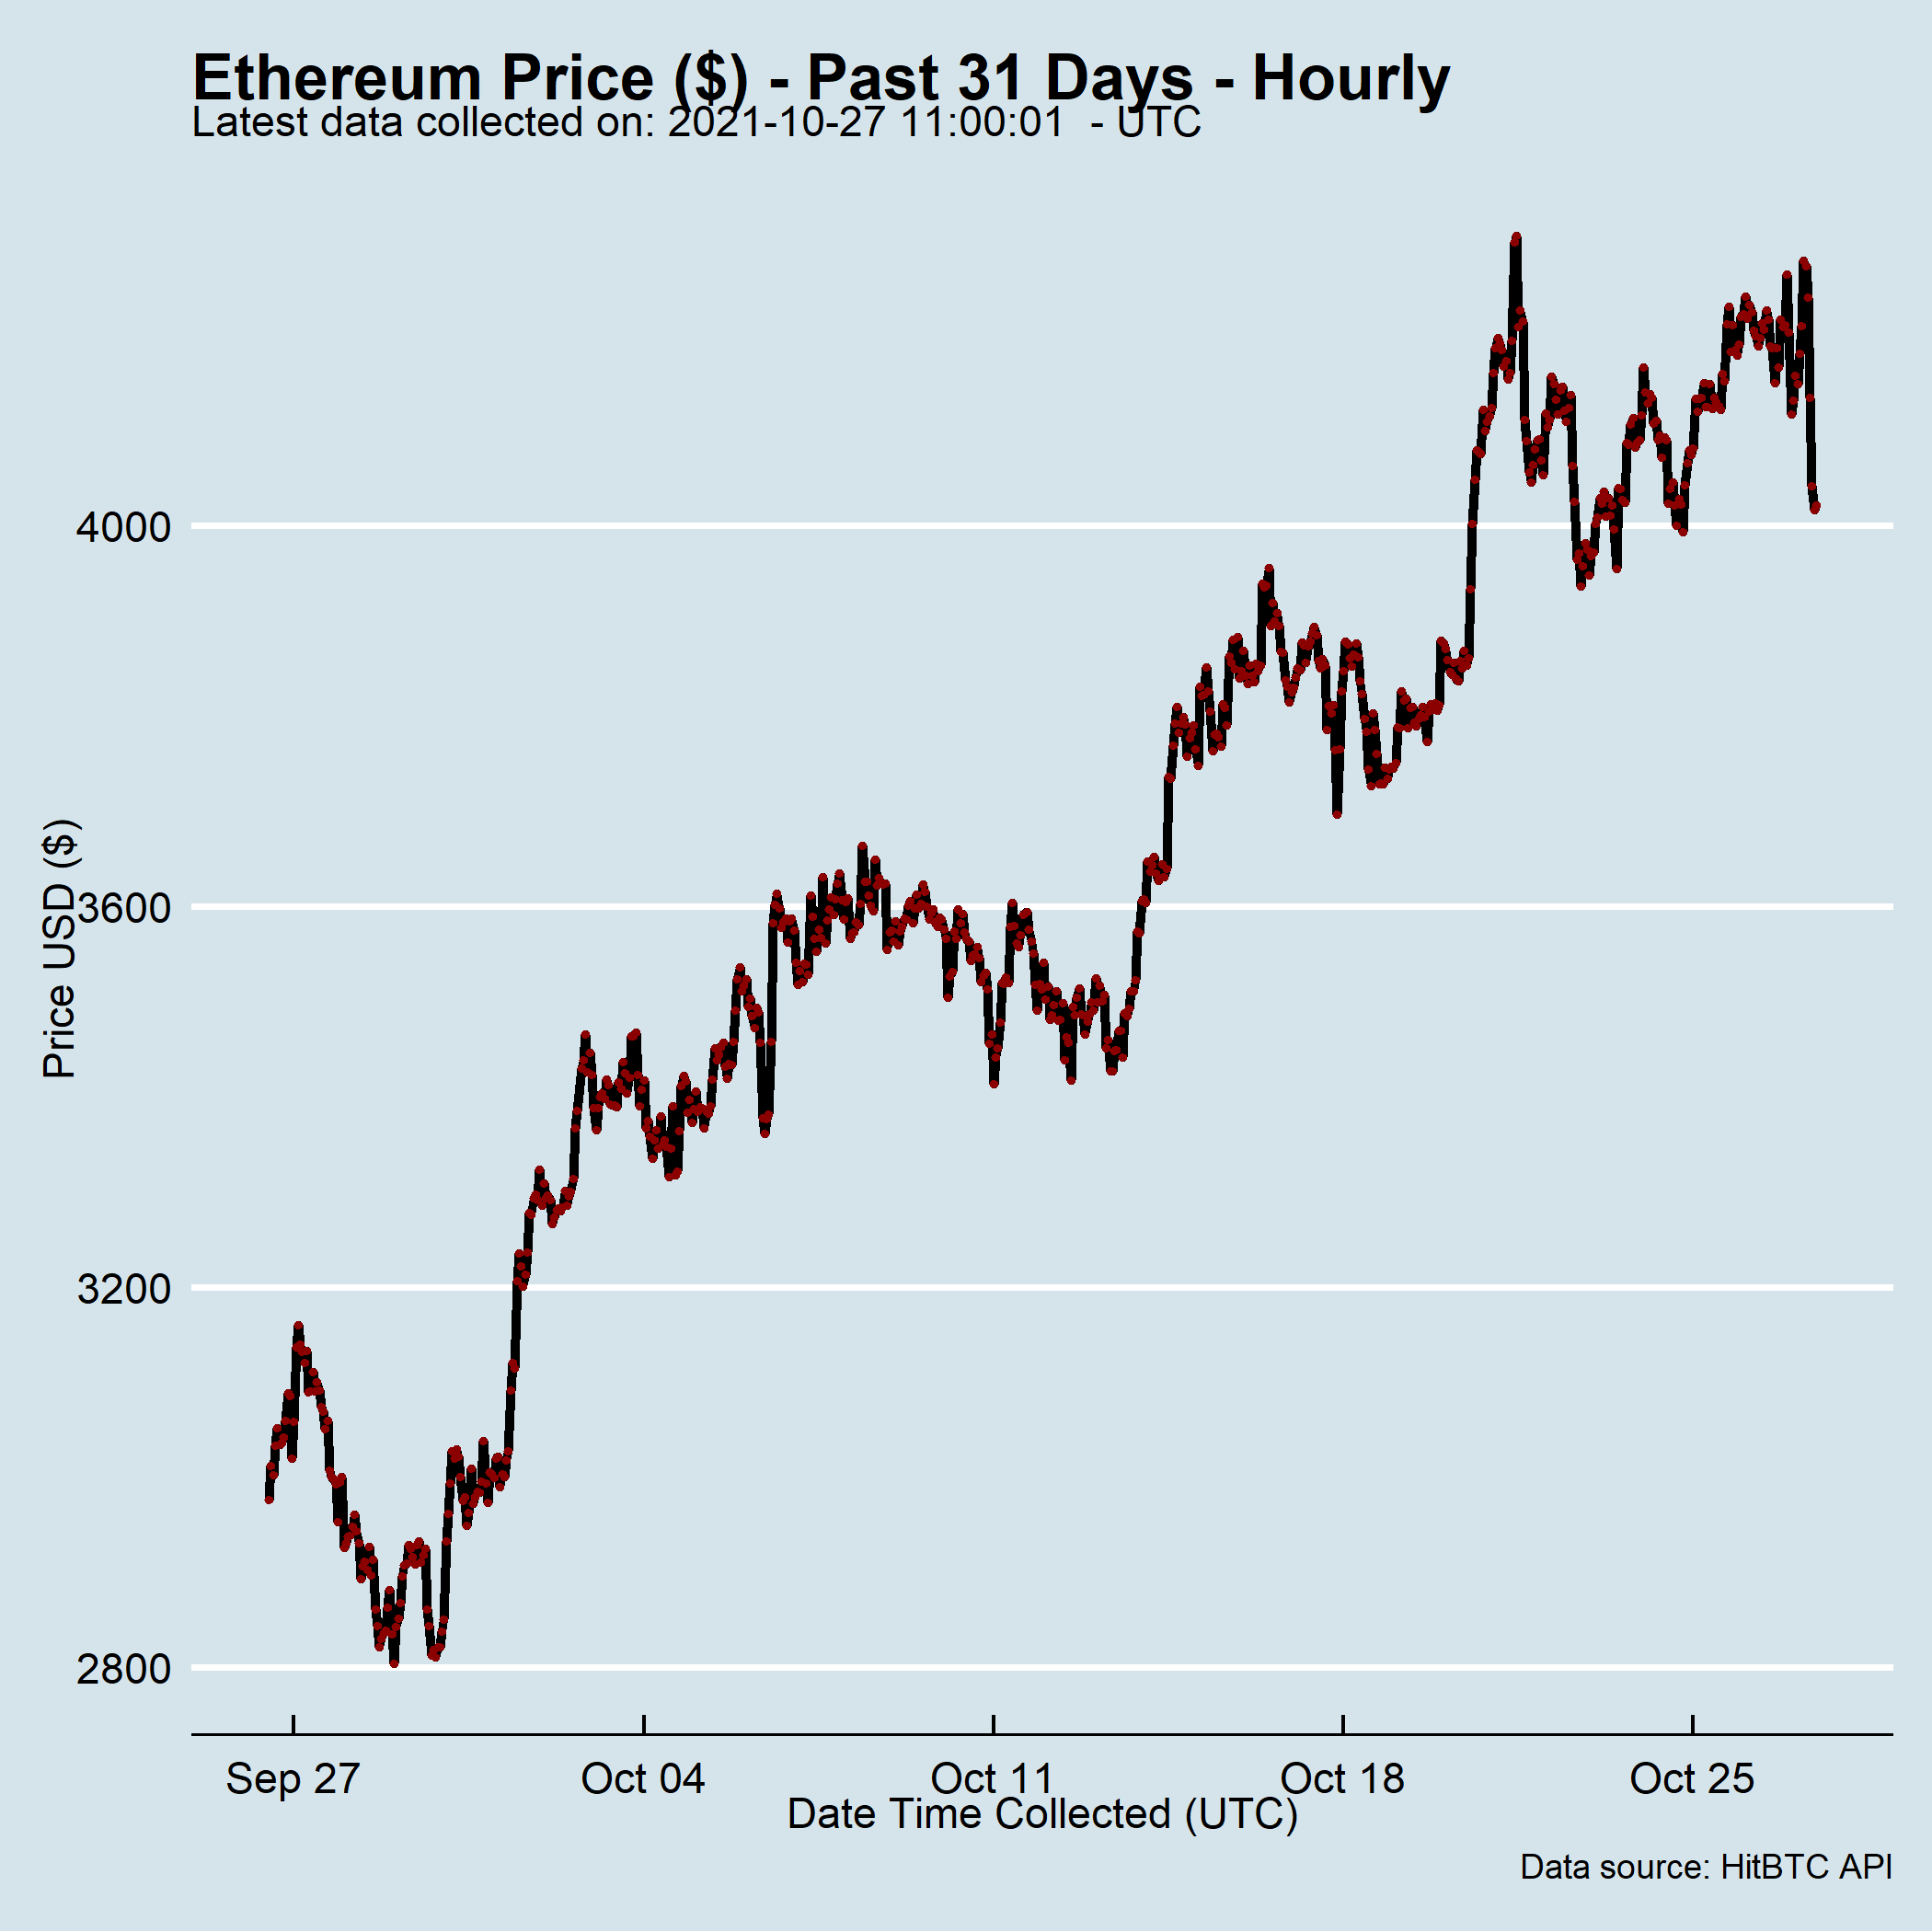 Ethereum Price ($) - Past 31 Days - Hourly
Latest data collected on: 2021-10-27 11:00:01  - UTC
Price USD ($)
4000
3600
3200
2800
Sep 27
Oct 04
Oct 11
Oct 18
Oct 25
Date Time Collected (UTC)
Data source: HitBTC API